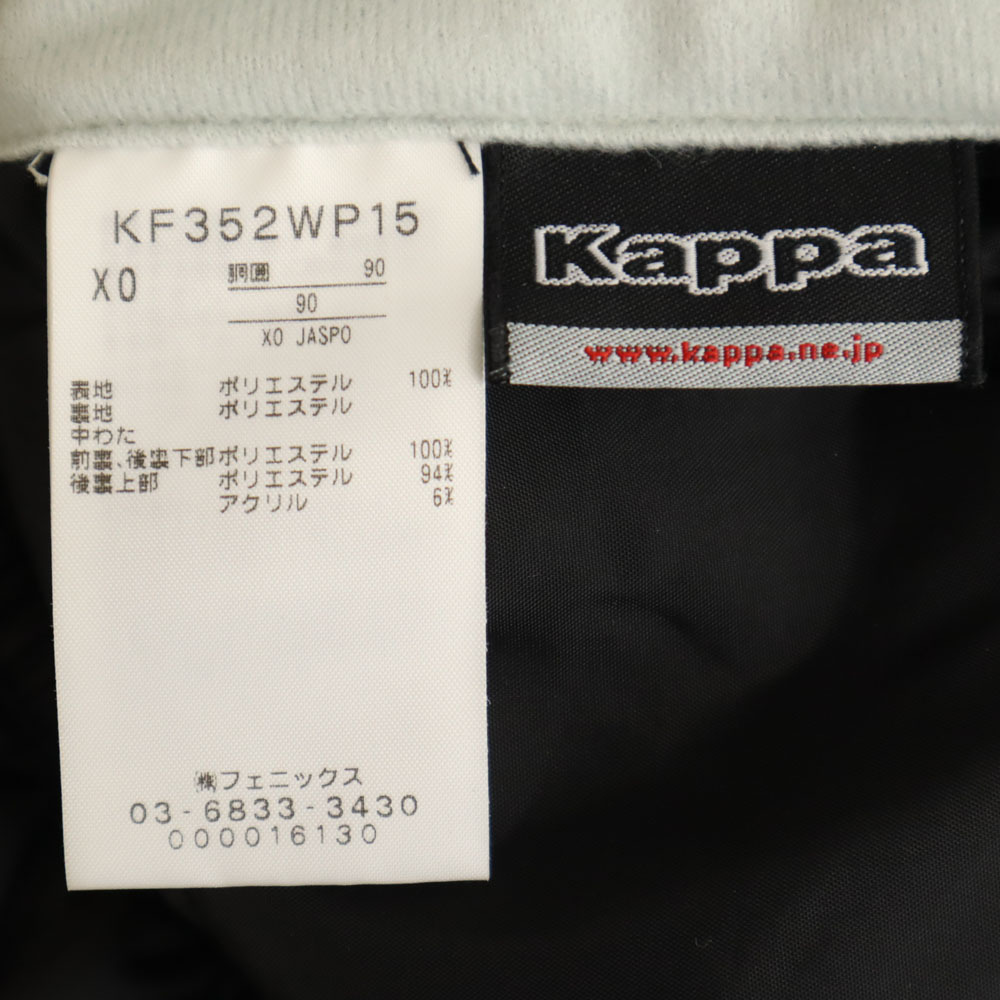 KF352WP15
XO
胴囲 90
90
XO JASPO
表地 ポリエステル 100%
裏地 ポリエステル
中わた
前裏、後裏下部 ポリエステル 100%
後裏上部 ポリエステル 94%
アクリル 6%
㈱フェニックス
03-6833-3430
000016130
Kappa
www.kappa.ne.jp